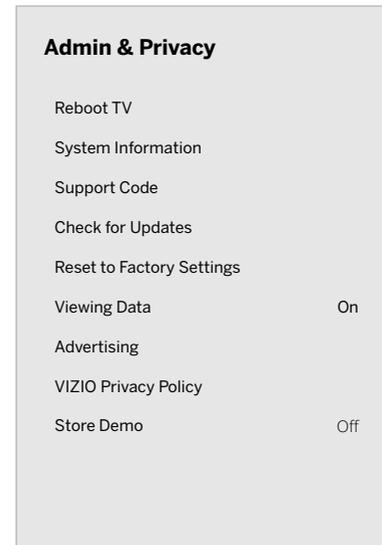 Admin & Privacy
Reboot TV
System Information
Support Code
Check for Updates
Reset to Factory Settings
Viewing Data On
Advertising
VIZIO Privacy Policy
Store Demo Off